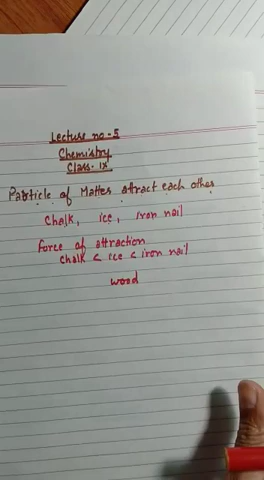 Lecture no-5
Chemistry
Class-IX
Particle of Matter attract each other
Chalk, ice, iron nail
Force of attraction
Chalk < ice < iron nail
wood